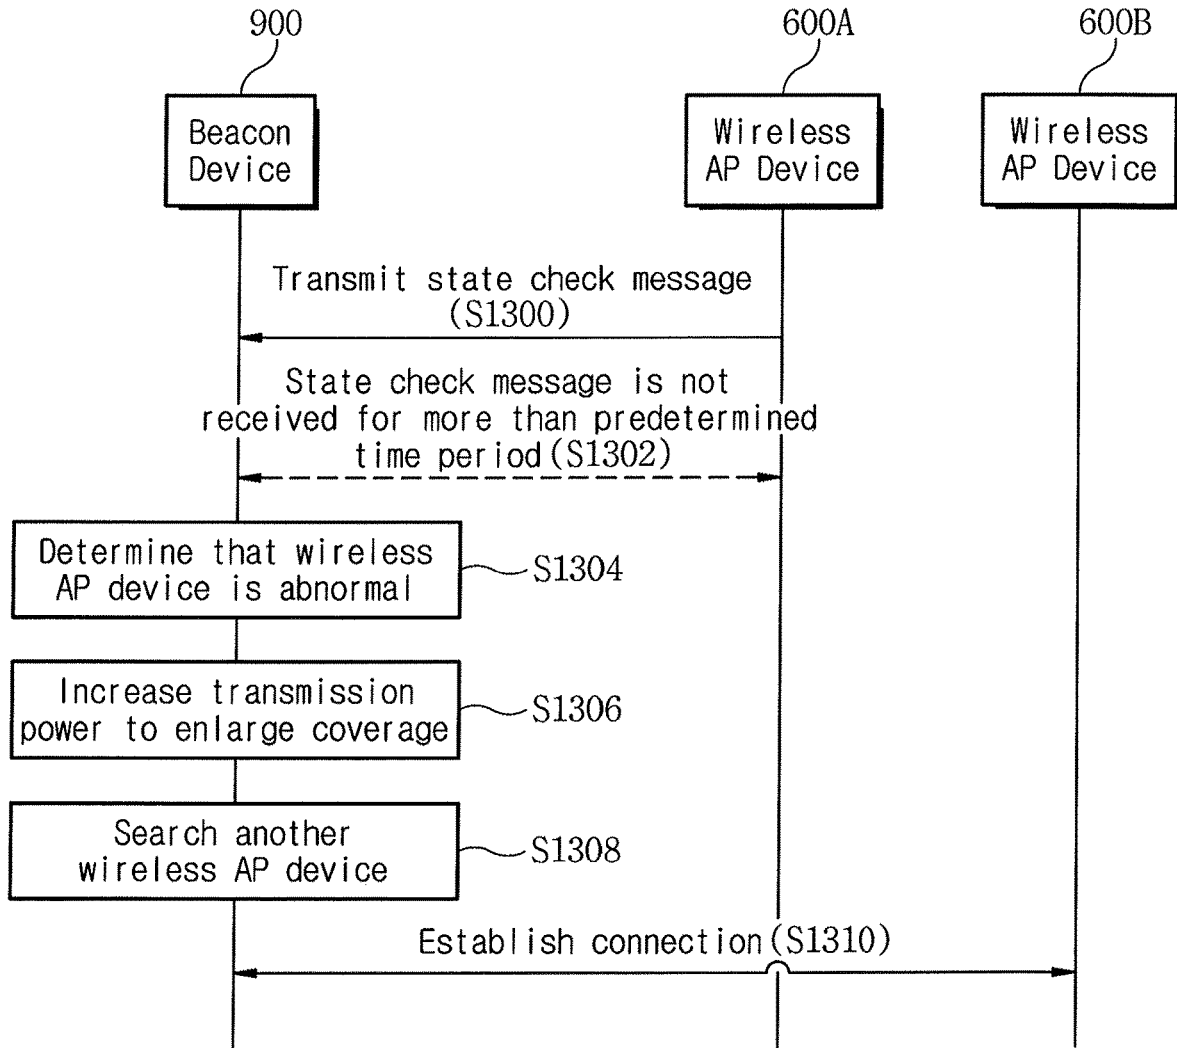 900
600A
600B
Beacon
Device
Wireless
AP Device
Wireless
AP Device
Transmit state check message
(S1300)
State check message is not
received for more than predetermined
time period(S1302)
Determine that wireless
AP device is abnormal
S1304
Increase transmission
power to enlarge coverage
S1306
Search another
wireless AP device
S1308
Establish connection(S1310)